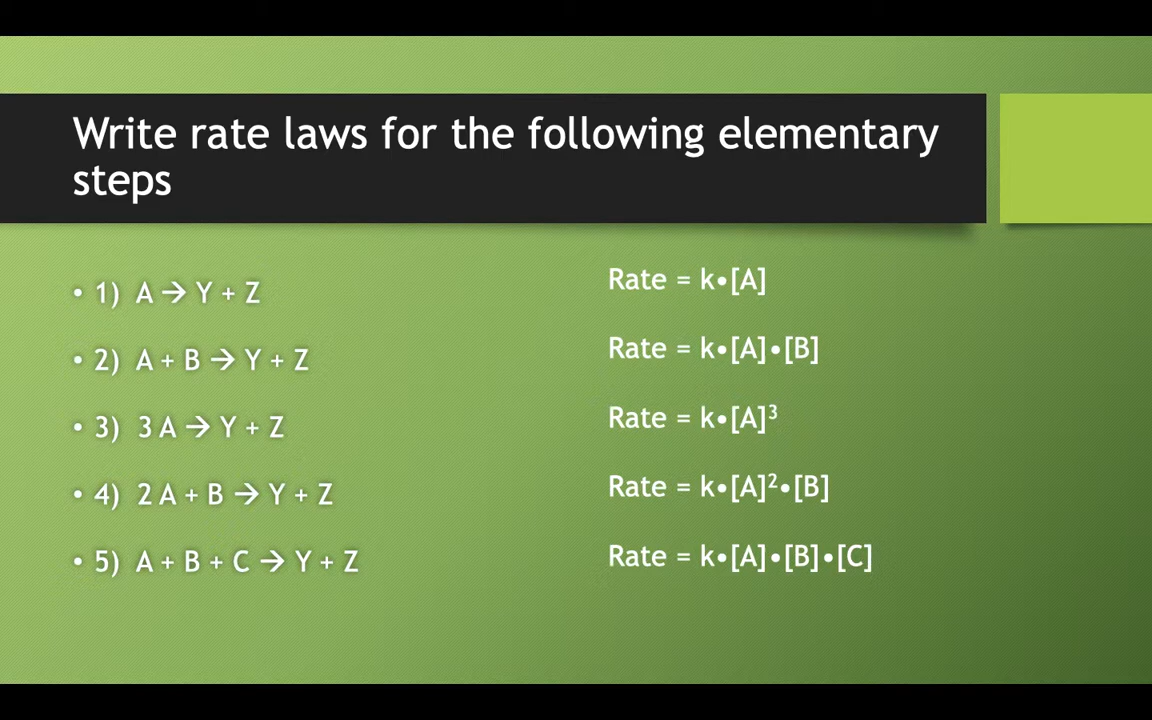 Write rate laws for the following elementary
steps
• 1) A → Y + Z
Rate = k•[A]
• 2) A + B → Y + Z
Rate = k•[A]•[B]
• 3) 3 A → Y + Z
Rate = k•[A]³
• 4) 2 A + B → Y + Z
Rate = k•[A]²•[B]
• 5) A + B + C → Y + Z
Rate = k•[A]•[B]•[C]